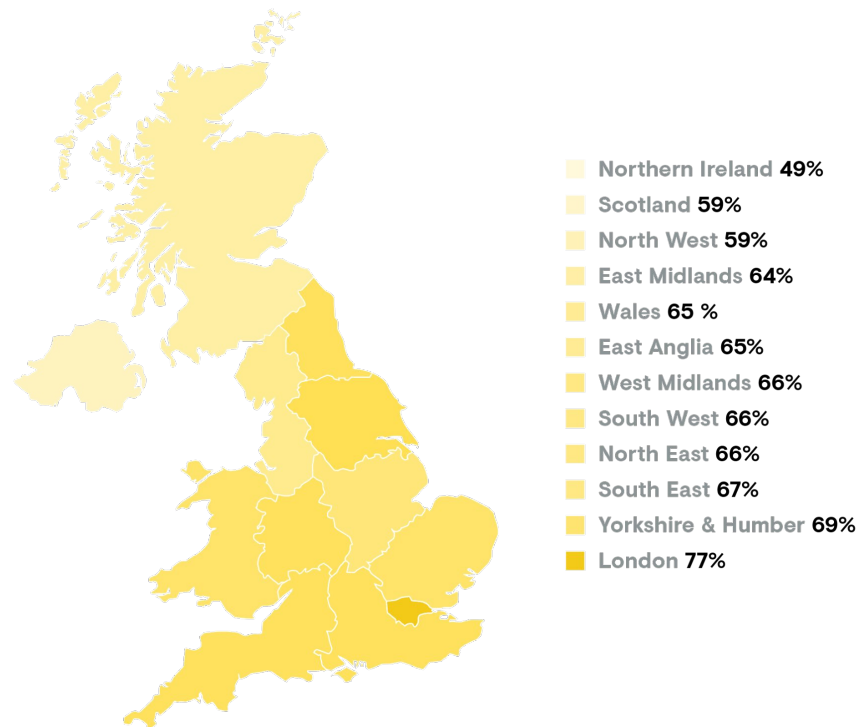 Northern Ireland 49%
Scotland 59%
North West 59%
East Midlands 64%
Wales 65 %
East Anglia 65%
West Midlands 66%
South West 66%
North East 66%
South East 67%
Yorkshire & Humber 69%
London 77%